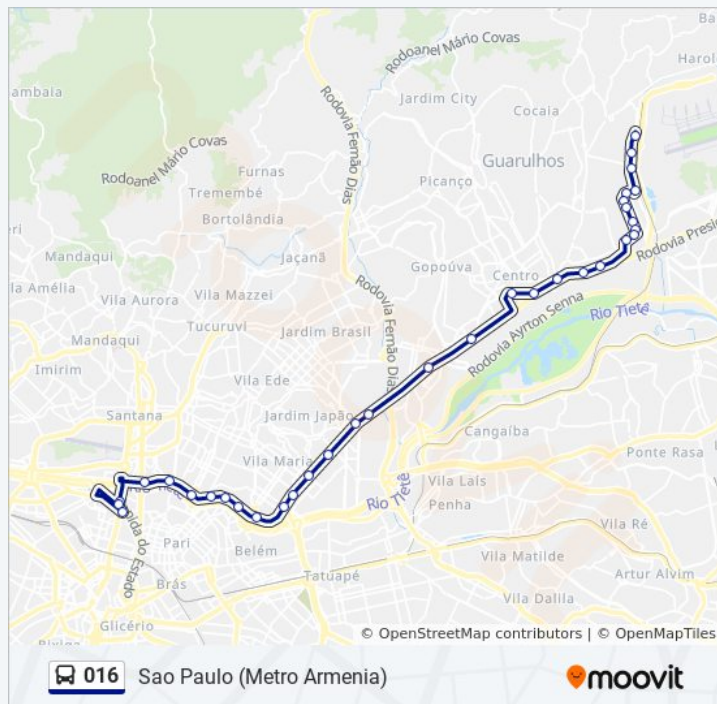 Ba
Rodoanel Mário Covas
Harol
Jardim City
ambala
Cocaia
Rodovia Fernão Dias
Guarulhos
Rodoanel Mário Covas
Furnas
Picanço
Tremembé
Bortolândia
Rodovia Presi
eri
Mandaqui
Jaçanã
Gopoúva
Centro
la Amélia
Vila Aurora
Vila Mazzei
Rodovia Fernão Dias
Rodovia Ayrton Senna
Rio Tietê
Tucuruvi
Jardim Brasil
Mandaqui
Imirim
Vila Ede
Santana
Jardim Japão
Cangaíba
Vila Maria
Ponte Rasa
Rio Tietê
Vila Laís
Penha
Pari
Vila Ré
Belém
Vila Matilde
Brás
Tatuapé
Artur Alvim
Vila Dalila
Glicério
© OpenStreetMap contributors | © OpenMapTiles
016 Sao Paulo (Metro Armenia)
moovit